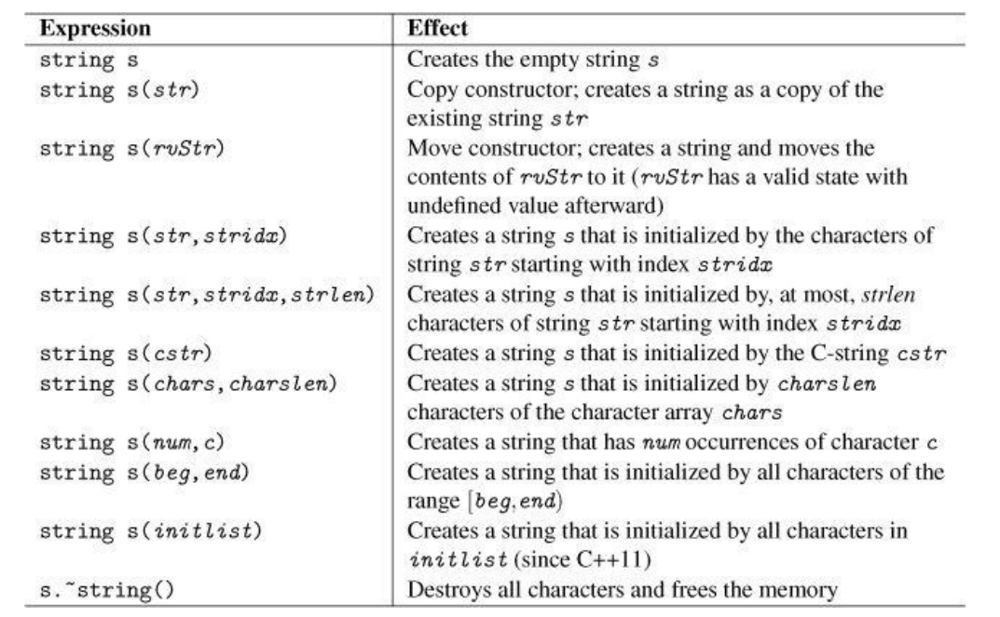 Expression Effect
string s Creates the empty string s
string s(str) Copy constructor; creates a string as a copy of the
existing string str
string s(rvStr) Move constructor; creates a string and moves the
contents of rvStr to it (rvStr has a valid state with
undefined value afterward)
string s(str,stridx) Creates a string s that is initialized by the characters of
string str starting with index stridx
string s(str,stridx,strlen) Creates a string s that is initialized by, at most, strlen
characters of string str starting with index stridx
string s(cstr) Creates a string s that is initialized by the C-string cstr
string s(chars,charslen) Creates a string s that is initialized by charslen
characters of the character array chars
string s(num,c) Creates a string that has num occurrences of character c
string s(beg,end) Creates a string that is initialized by all characters of the
range [beg,end)
string s(initlist) Creates a string that is initialized by all characters in
initlist (since C++11)
s.~string() Destroys all characters and frees the memory